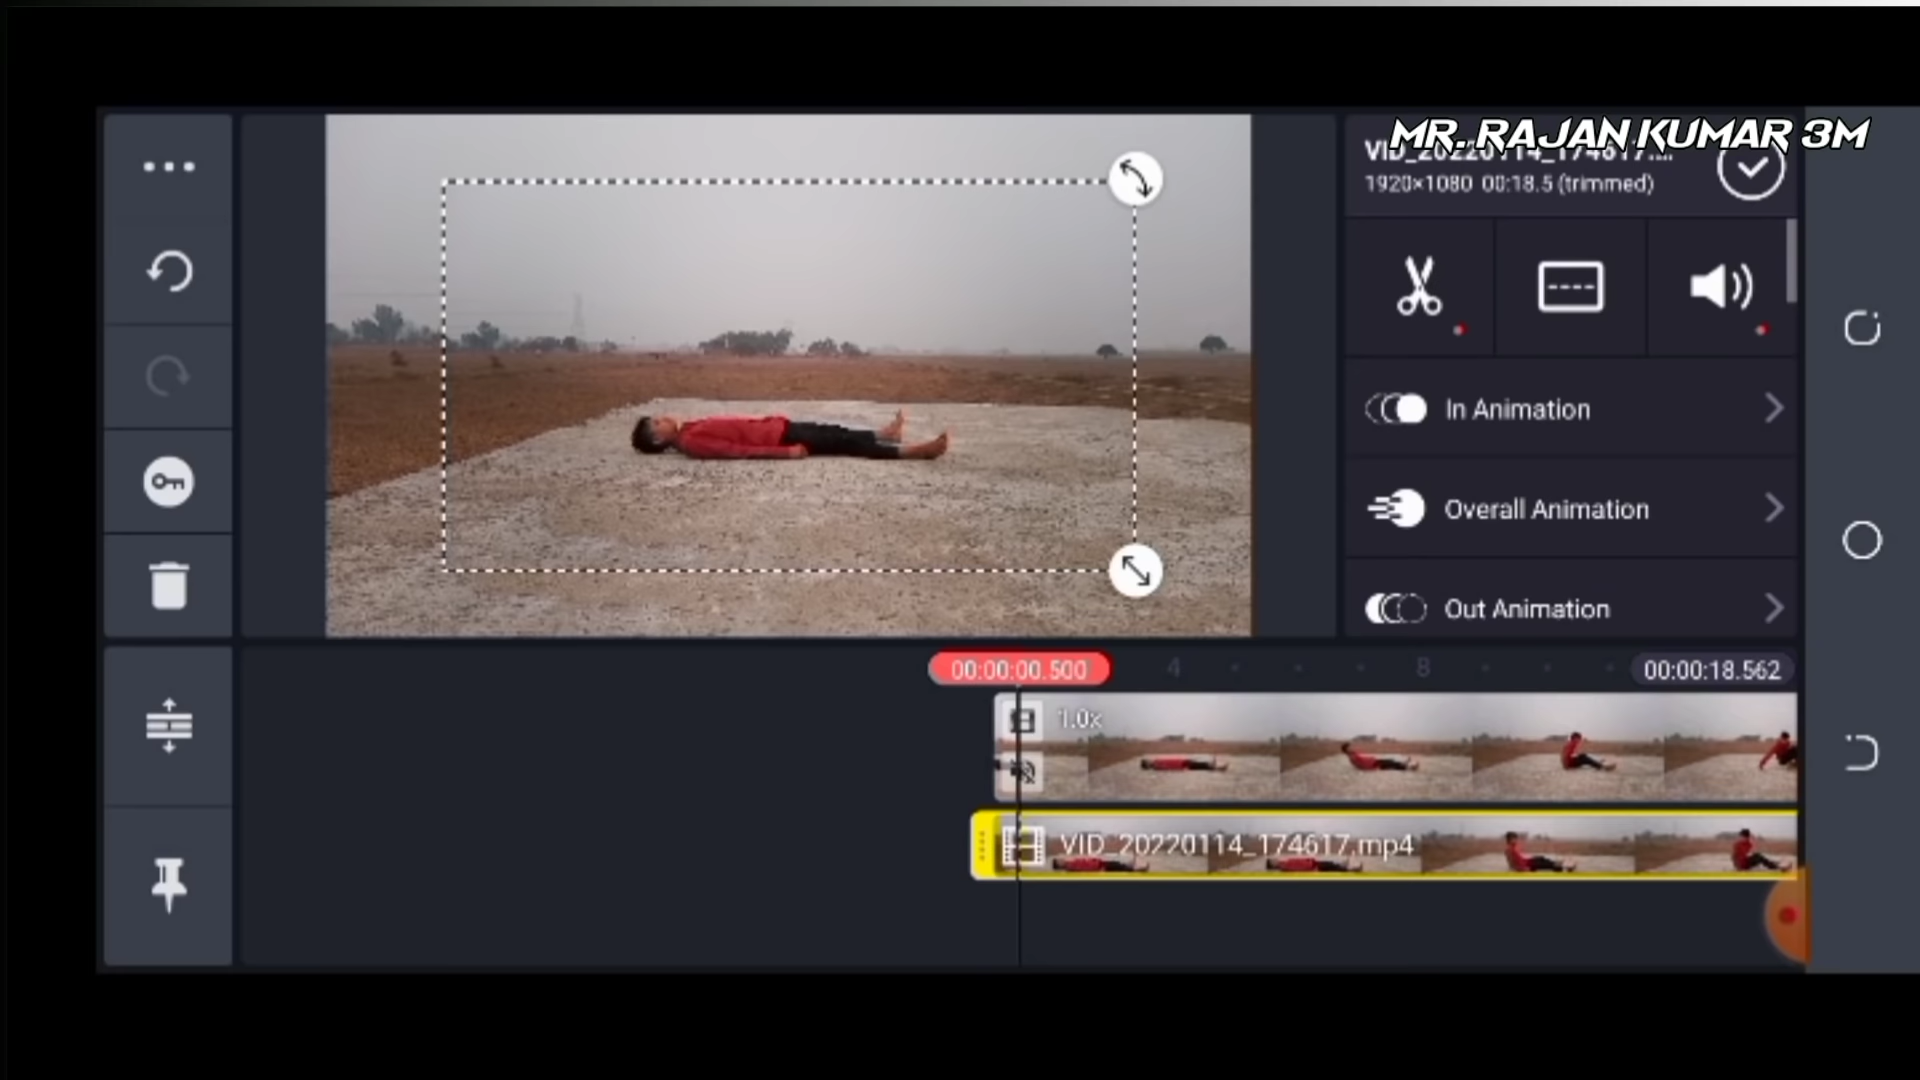 MR. RAJAN KUMAR 3M
VID_20220114_174617....
1920×1080 00:18.5 (trimmed)
In Animation
Overall Animation
Out Animation
00:00:00.500
4
8
00:00:18.562
1.0x
VID_20220114_174617.mp4